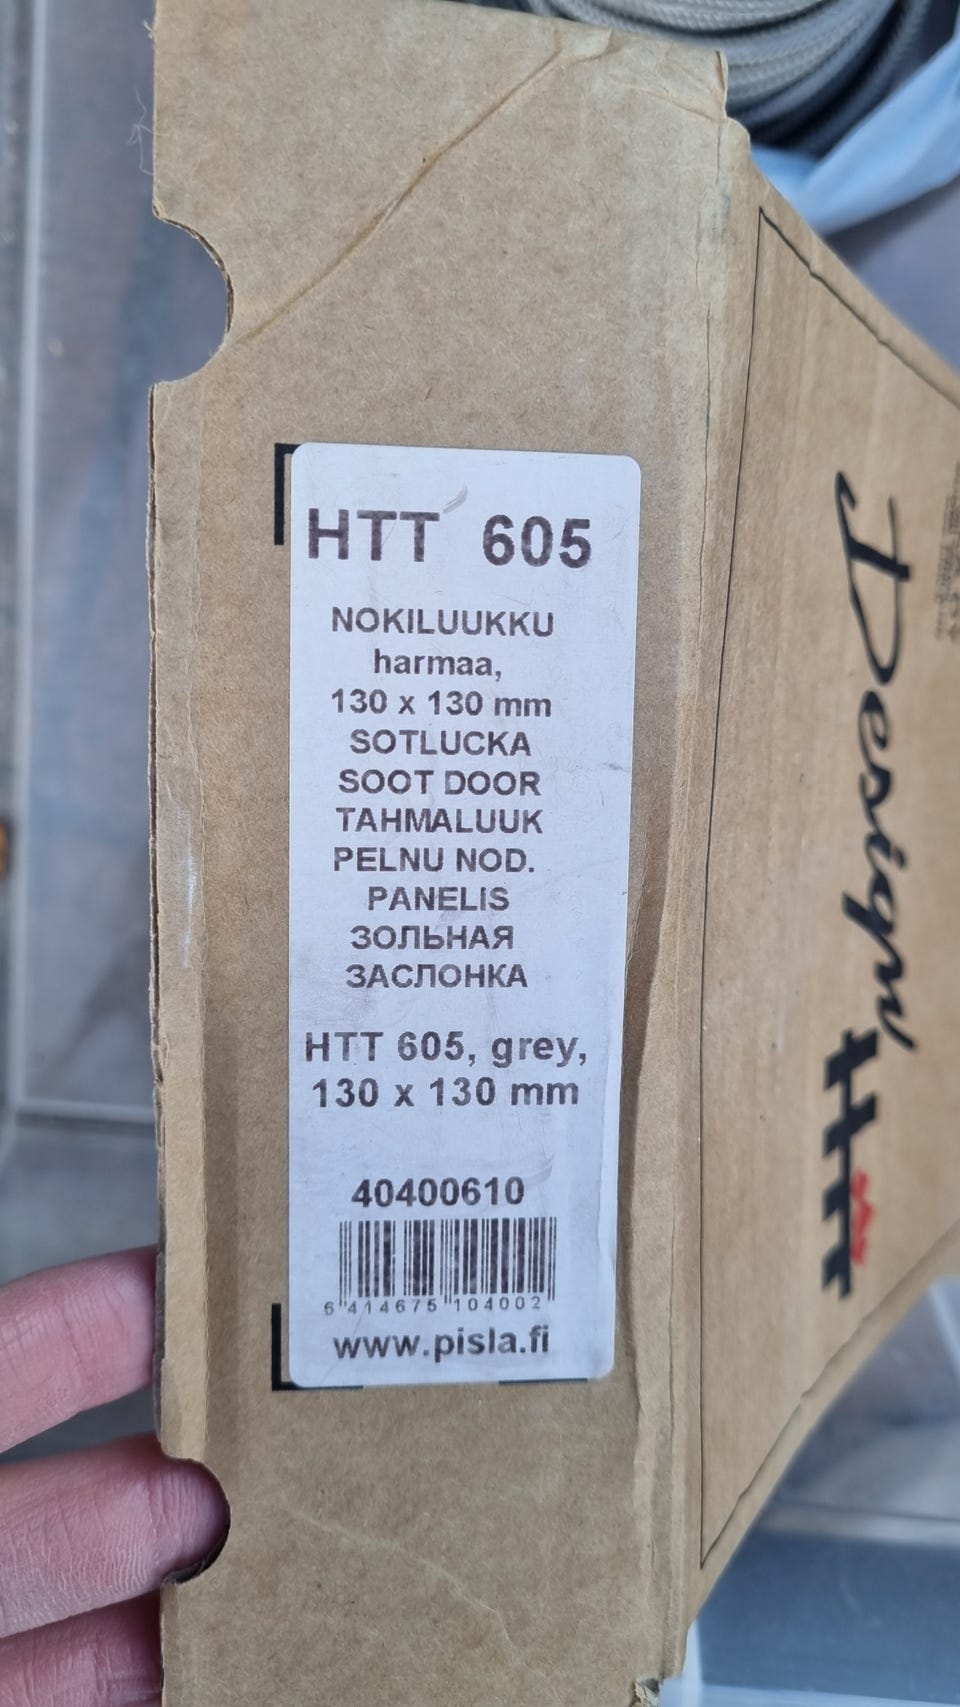 HTT 605
NOKILUUKKU
harmaa,
130 x 130 mm
SOTLUCKA
SOOT DOOR
TAHMALUUK
PELNU NOD.
PANELIS
ЗОЛЬНАЯ
ЗАСЛОНКА
HTT 605, grey,
130 x 130 mm
40400610
6 414675 104002
www.pisla.fi
Design